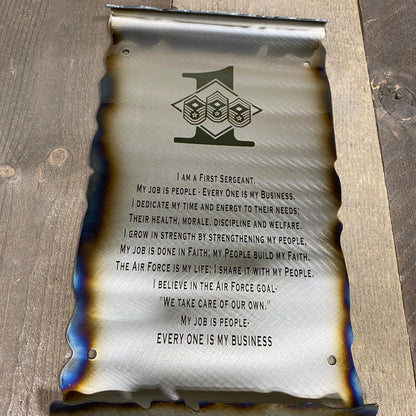 1
I AM A FIRST SERGEANT.
MY JOB IS PEOPLE - EVERY ONE IS MY BUSINESS.
I DEDICATE MY TIME AND ENERGY TO THEIR NEEDS;
THEIR HEALTH, MORALE, DISCIPLINE AND WELFARE.
I GROW IN STRENGTH BY STRENGTHENING MY PEOPLE.
MY JOB IS DONE IN FAITH; MY PEOPLE BUILD MY FAITH.
THE AIR FORCE IS MY LIFE; I SHARE IT WITH MY PEOPLE.
I BELIEVE IN THE AIR FORCE GOAL-
"WE TAKE CARE OF OUR OWN."
MY JOB IS PEOPLE-
EVERY ONE IS MY BUSINESS